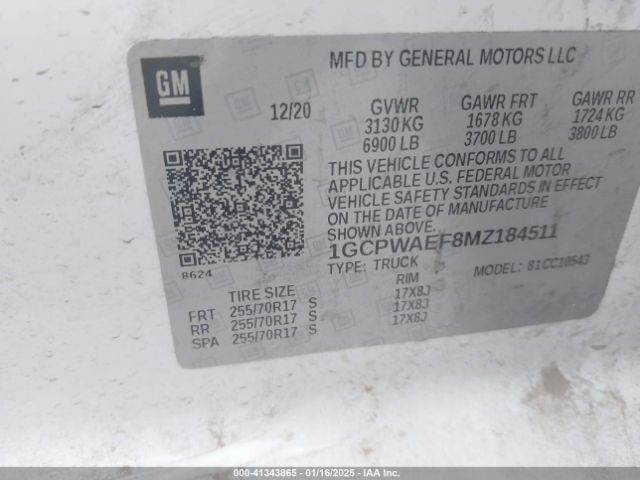 GM
MFD BY GENERAL MOTORS LLC
12/20
GVWR GAWR FRT GAWR RR
3130 KG 1678 KG 1724 KG
6900 LB 3700 LB 3800 LB
THIS VEHICLE CONFORMS TO ALL
APPLICABLE U.S. FEDERAL MOTOR
VEHICLE SAFETY STANDARDS IN EFFECT
ON THE DATE OF MANUFACTURE
SHOWN ABOVE.
1GCPWAEF8MZ184511
8624
TYPE: TRUCK MODEL: 81CC10543
TIRE SIZE RIM
FRT 255/70R17 S 17X8J
RR 255/70R17 S 17X8J
SPA 255/70R17 S 17X8J
© COPYRIGHT - STOCK: 41343865 - 01/16/2025 - IAA Inc.